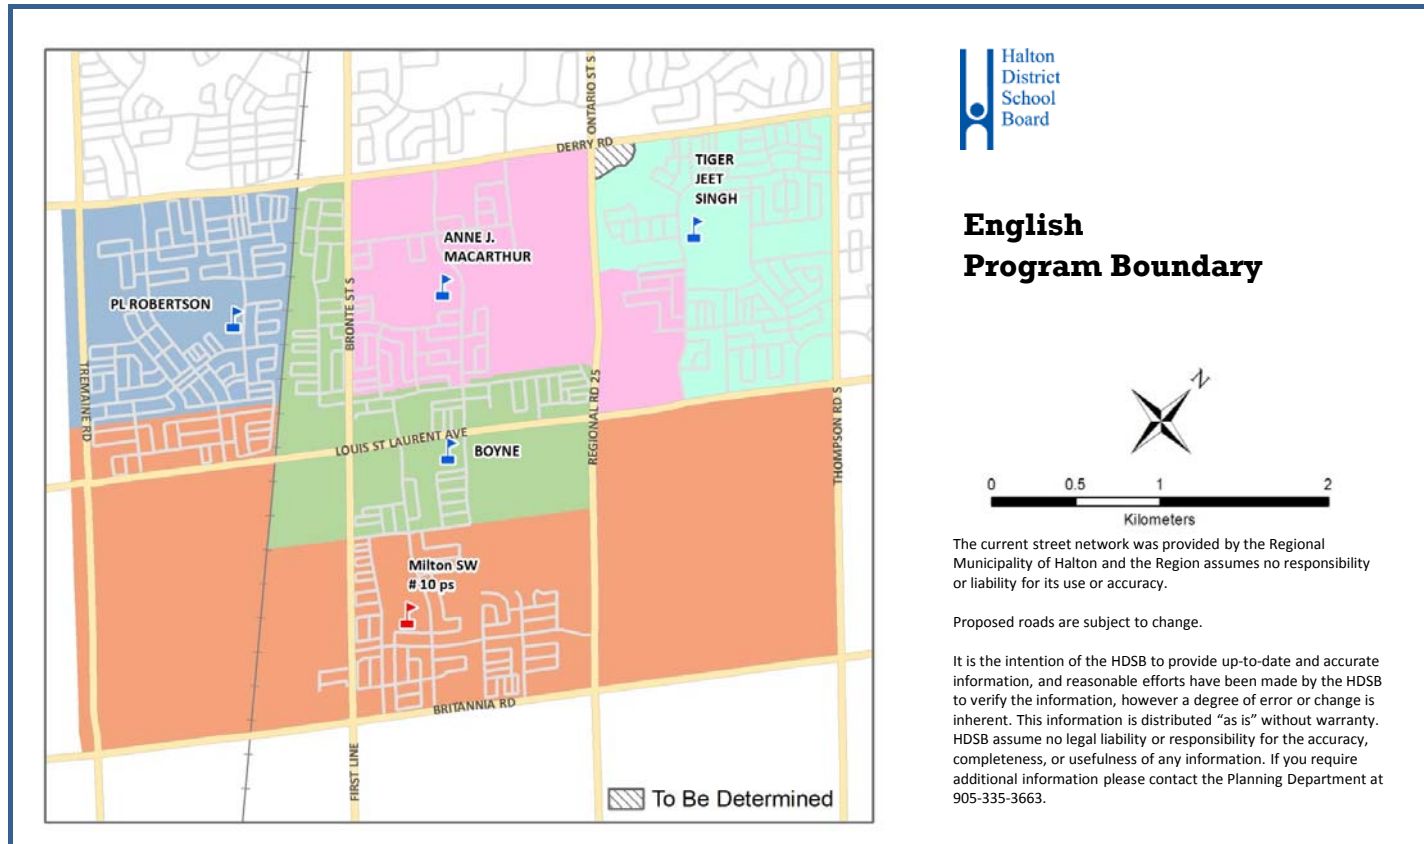 ONTARIO ST S
DERRY RD
TIGER
JEET
SINGH
ANNE J.
MACARTHUR
PL ROBERTSON
BRONTE ST S
TREMAINE RD
REGIONAL RD 25
THOMPSON RD S
LOUIS ST LAURENT AVE
BOYNE
Milton SW
# 10 ps
BRITANNIA RD
FIRST LINE
To Be Determined
Halton
District
School
Board
English
Program Boundary
N
0 0.5 1 2
Kilometers
The current street network was provided by the Regional
Municipality of Halton and the Region assumes no responsibility
or liability for its use or accuracy.
Proposed roads are subject to change.
It is the intention of the HDSB to provide up-to-date and accurate
information, and reasonable efforts have been made by the HDSB
to verify the information, however a degree of error or change is
inherent. This information is distributed “as is” without warranty.
HDSB assume no legal liability or responsibility for the accuracy,
completeness, or usefulness of any information. If you require
additional information please contact the Planning Department at
905-335-3663.